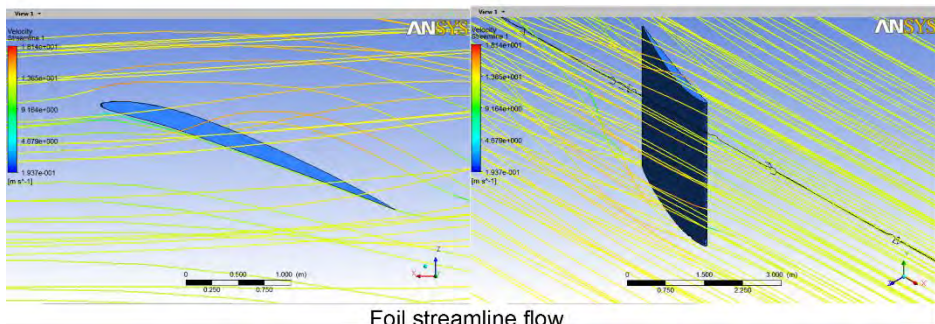 View 1
ANSYS
Velocity
Streamline 1
1.814e+001
1.365e+001
9.164e+000
4.679e+000
1.937e-001
[m s^-1]
Z
X
0 0.500 1.000 (m)
0.250 0.750
View 1
ANSYS
Velocity
Streamline 1
1.814e+001
1.365e+001
9.164e+000
4.679e+000
1.937e-001
[m s^-1]
0 1.500 3.000 (m)
0.750 2.250
Foil streamline flow